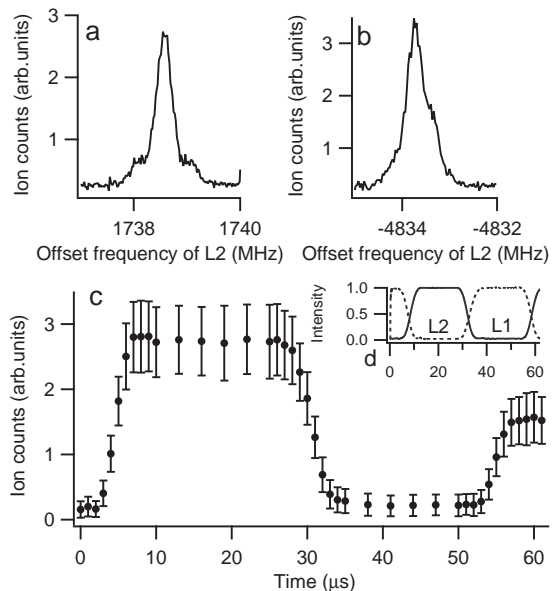 a
Ion counts (arb.units)
3
2
1
1738
1740
Offset frequency of L2 (MHz)
b
Ion counts (arb.units)
3
2
1
-4834
-4832
Offset frequency of L2 (MHz)
c
Ion counts (arb.units)
3
2
1
0
0
10
20
30
40
50
60
Time (μs)
d
Intensity
1.0
0.5
0.0
L2
L1
0
20
40
60